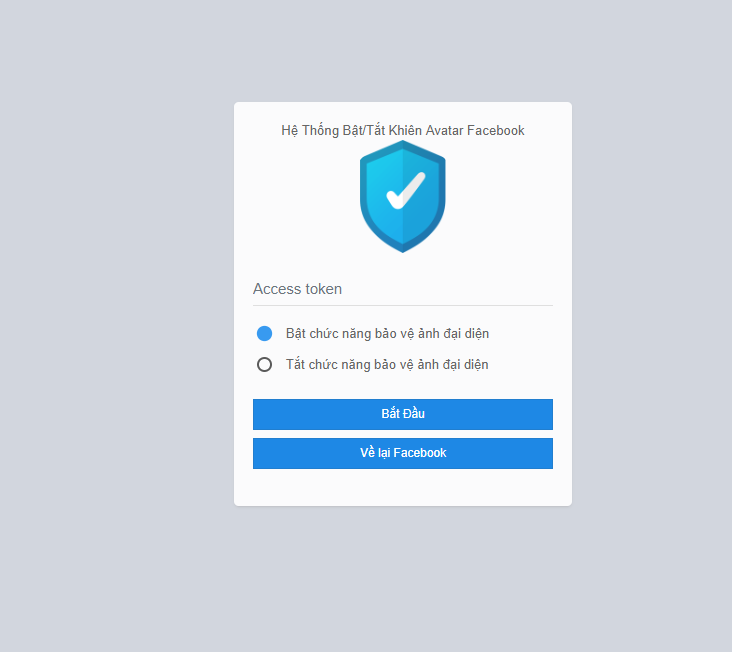 Hệ Thống Bật/Tắt Khiên Avatar Facebook
Access token
Bật chức năng bảo vệ ảnh đại diện
Tắt chức năng bảo vệ ảnh đại diện
Bắt Đầu
Về lại Facebook